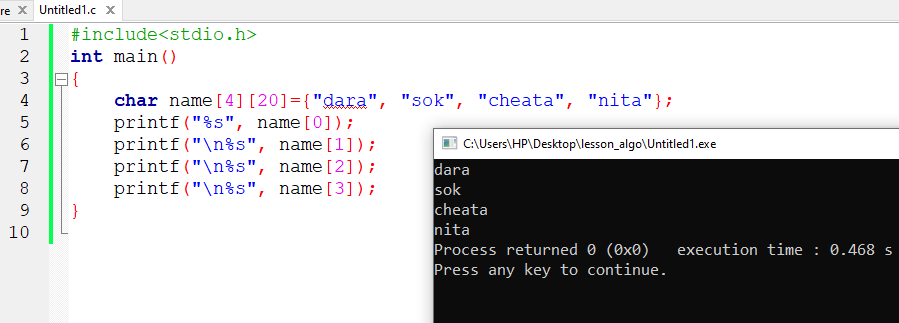 re X Untitled1.c X
1 #include<stdio.h>
2 int main()
3 {
4 char name[4][20]={"dara", "sok", "cheata", "nita"};
5 printf("%s", name[0]);
6 printf("\n%s", name[1]);
7 printf("\n%s", name[2]);
8 printf("\n%s", name[3]);
9 }
10
C:\Users\HP\Desktop\lesson_algo\Untitled1.exe
dara
sok
cheata
nita
Process returned 0 (0x0)   execution time : 0.468 s
Press any key to continue.